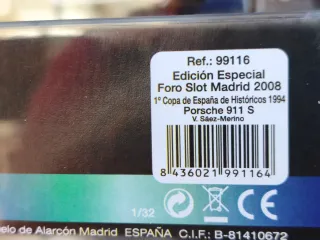 Ref.: 99116
Edición Especial
Foro Slot Madrid 2008
1ª Copa de España de Históricos 1994
Porsche 911 S
V. Sáez-Merino
8 436021 991164
1/32 CE
elo de Alarcón Madrid ESPAÑA C.I.F.: B-81410672